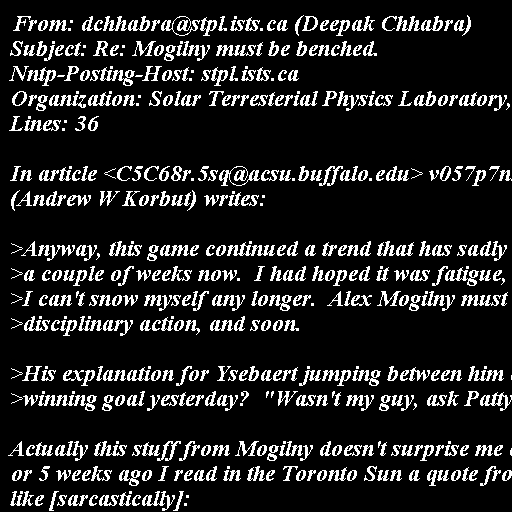 From: dchhabra@stpl.ists.ca (Deepak Chhabra)
Subject: Re: Mogilny must be benched.
Nntp-Posting-Host: stpl.ists.ca
Organization: Solar Terresterial Physics Laboratory,
Lines: 36

In article <C5C68r.5sq@acsu.buffalo.edu> v057p7n
(Andrew W Korbut) writes:

>Anyway, this game continued a trend that has sadly
>a couple of weeks now.  I had hoped it was fatigue,
>I can't snow myself any longer.  Alex Mogilny must
>disciplinary action, and soon.

>His explanation for Ysebaert jumping between him
>winning goal yesterday?  "Wasn't my guy, ask Patty
 
Actually this stuff from Mogilny doesn't surprise me
or 5 weeks ago I read in the Toronto Sun a quote fro
like [sarcastically]: